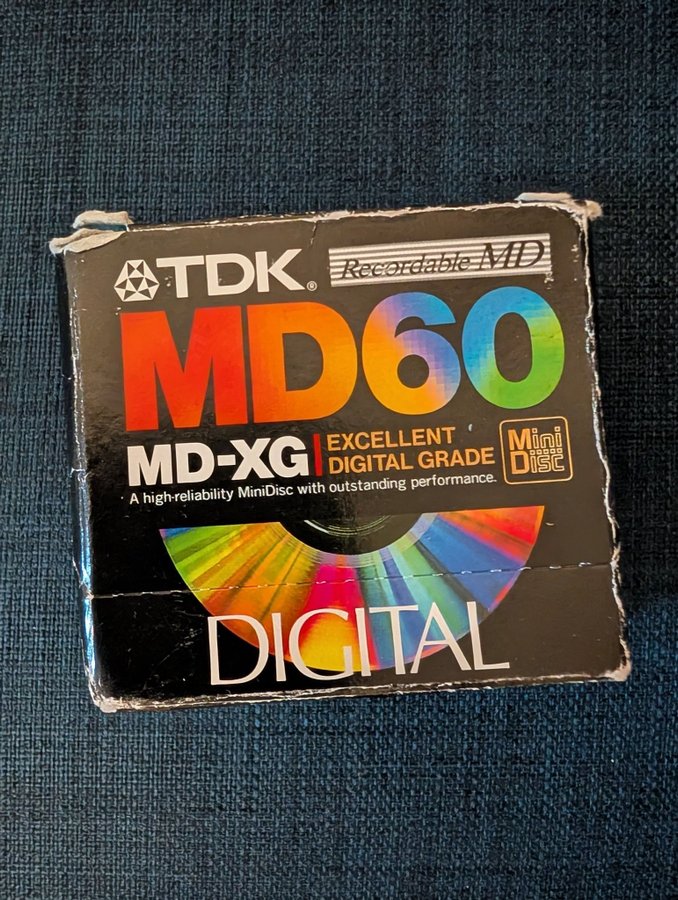 TDK® Recordable MD
MD60
MD-XG EXCELLENT
DIGITAL GRADE
Mini
Disc
A high-reliability MiniDisc with outstanding performance.
DIGITAL